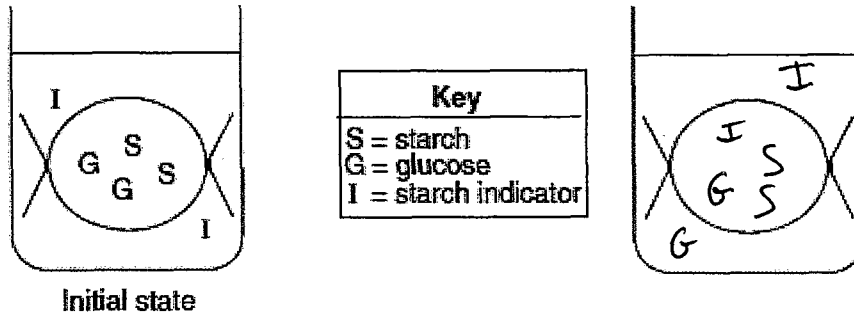 I
G S
G S
I
Initial state
Key
S = starch
G = glucose
I = starch indicator
I
I
G S
S
G